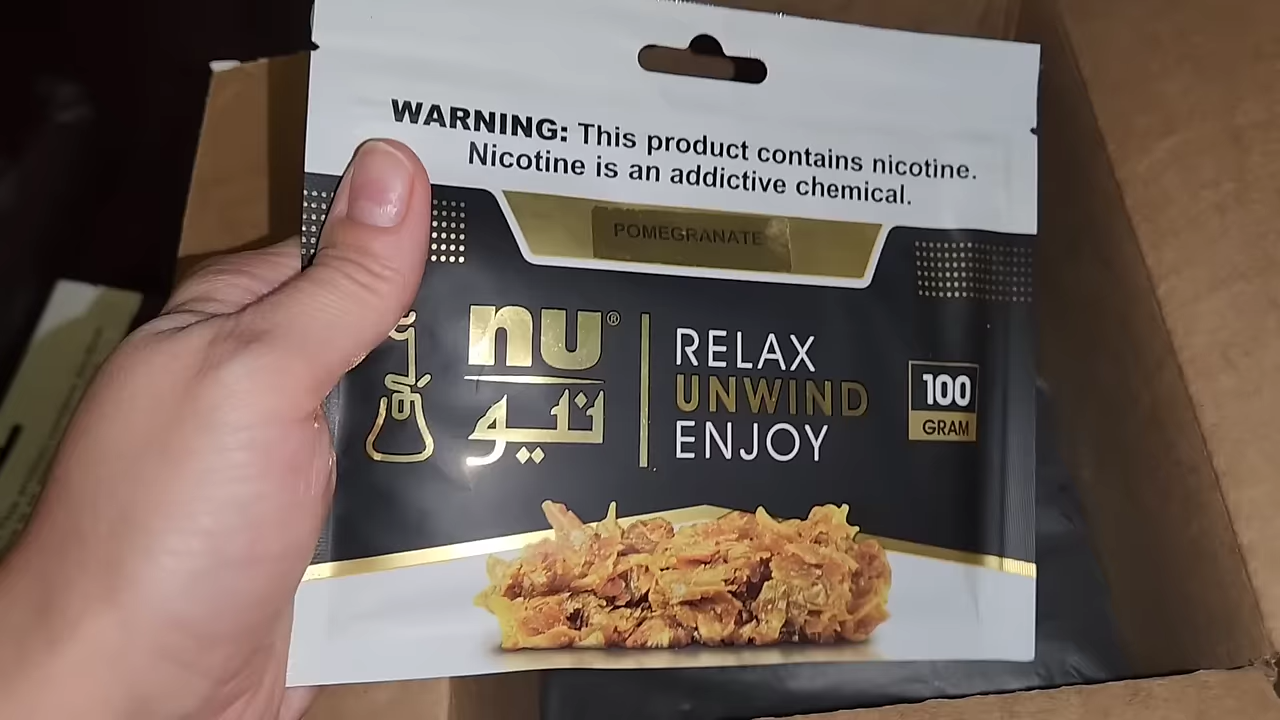 WARNING: This product contains nicotine.
Nicotine is an addictive chemical.
POMEGRANATE
nu®
نيو
RELAX
UNWIND
ENJOY
100
GRAM